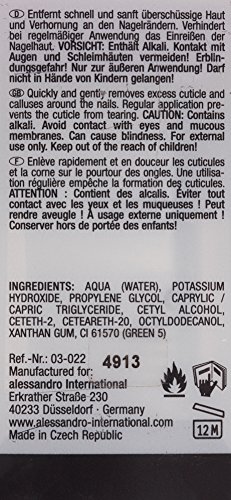 D Entfernt schnell und sanft überschüssige Haut
und Verhornung an den Nagelrändern. Verhindert
bei regelmäßiger Anwendung das Einreißen der
Nagelhaut. VORSICHT: Enthält Alkali. Kontakt mit
Augen und Schleimhäuten vermeiden! Erblin-
dungsgefahr! Nur zur äußeren Anwendung! Darf
nicht in Hände von Kindern gelangen!
GB Quickly and gently removes excess cuticle and
calluses around the nails. Regular application pre-
vents the cuticle from tearing. CAUTION: Contains
alkali. Avoid contact with eyes and mucous
membranes. Can cause blindness. For external
use only. Keep out of the reach of children!
F Enlève rapidement et en douceur les cuticules
et la corne sur le pourtour des ongles. Une utilisa-
tion régulière empêche la cuticule de se déchirer.
ATTENTION : Contient des alcalis. Éviter tout
contact avec les yeux et les muqueuses ! Peut
rendre aveugle ! À usage externe uniquement !
Conserver hors de portée des enfants!
INGREDIENTS: AQUA (WATER), POTASSIUM
HYDROXIDE, PROPYLENE GLYCOL, CAPRYLIC /
CAPRIC TRIGLYCERIDE, CETYL ALCOHOL,
CETETH-2, CETEARETH-20, OCTYLDODECANOL,
XANTHAN GUM, CI 61570 (GREEN 5)
Ref.-Nr.: 03-022 4913
Manufactured for:
alessandro International
Erkrather Straße 230
40233 Düsseldorf · Germany
www.alessandro-international.com
Made in Czech Republic
12 M